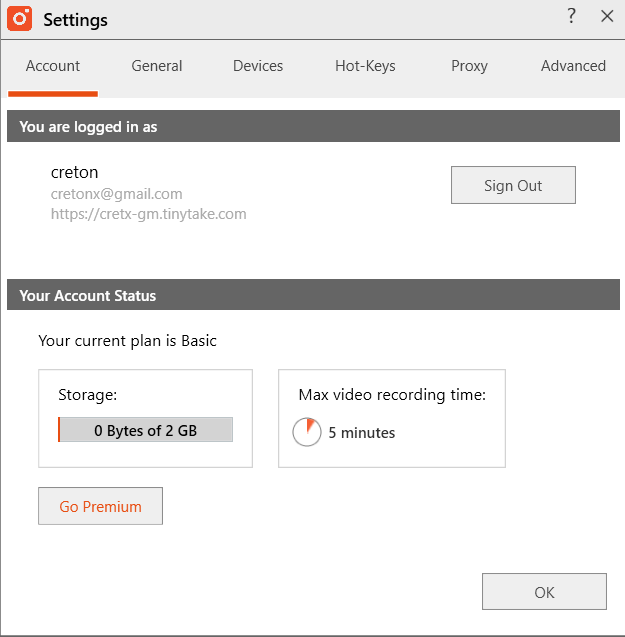 Settings
?
Account General Devices Hot-Keys Proxy Advanced
You are logged in as
creton
cretonx@gmail.com
https://cretx-gm.tinytake.com
Sign Out
Your Account Status
Your current plan is Basic
Storage:
0 Bytes of 2 GB
Max video recording time:
5 minutes
Go Premium
OK